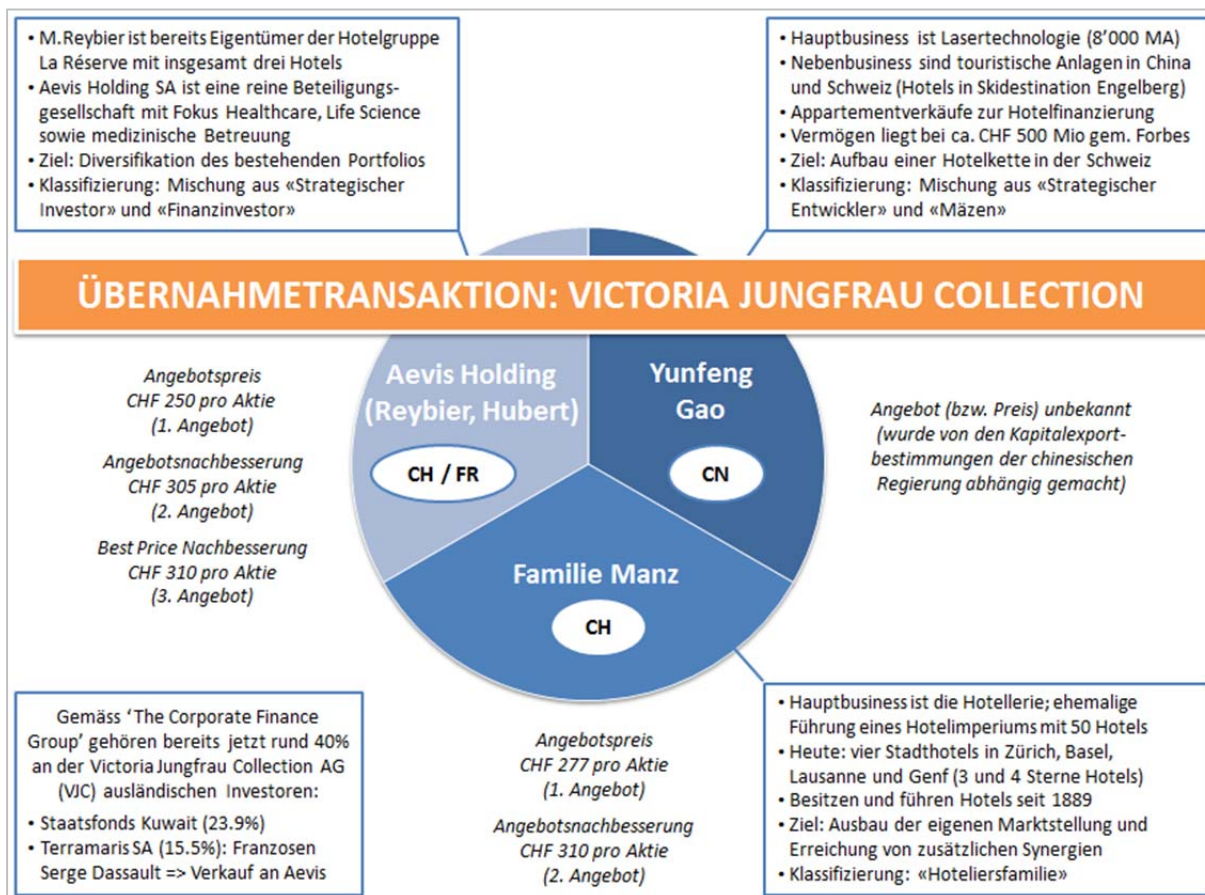 • M.Reybier ist bereits Eigentümer der Hotelgruppe
La Réserve mit insgesamt drei Hotels
• Aevis Holding SA ist eine reine Beteiligungs-
gesellschaft mit Fokus Healthcare, Life Science
sowie medizinische Betreuung
• Ziel: Diversifikation des bestehenden Portfolios
• Klassifizierung: Mischung aus «Strategischer
Investor» und «Finanzinvestor»
• Hauptbusiness ist Lasertechnologie (8’000 MA)
• Nebenbusiness sind touristische Anlagen in China
und Schweiz (Hotels in Skidestination Engelberg)
• Appartementverkäufe zur Hotelfinanzierung
• Vermögen liegt bei ca. CHF 500 Mio gem. Forbes
• Ziel: Aufbau einer Hotelkette in der Schweiz
• Klassifizierung: Mischung aus «Strategischer
Entwickler» und «Mäzen»
ÜBERNAHMETRANSAKTION: VICTORIA JUNGFRAU COLLECTION
Angebotspreis
CHF 250 pro Aktie
(1. Angebot)
Angebotsnachbesserung
CHF 305 pro Aktie
(2. Angebot)
Best Price Nachbesserung
CHF 310 pro Aktie
(3. Angebot)
Aevis Holding
(Reybier, Hubert)
CH / FR
Yunfeng
Gao
CN
Angebot (bzw. Preis) unbekannt
(wurde von den Kapitalexport-
bestimmungen der chinesischen
Regierung abhängig gemacht)
Familie Manz
CH
Gemäss ‘The Corporate Finance
Group’ gehören bereits jetzt rund 40%
an der Victoria Jungfrau Collection AG
(VJC) ausländischen Investoren:
• Staatsfonds Kuwait (23.9%)
• Terramaris SA (15.5%): Franzosen
Serge Dassault => Verkauf an Aevis
Angebotspreis
CHF 277 pro Aktie
(1. Angebot)
Angebotsnachbesserung
CHF 310 pro Aktie
(2. Angebot)
• Hauptbusiness ist die Hotellerie; ehemalige
Führung eines Hotelimperiums mit 50 Hotels
• Heute: vier Stadthotels in Zürich, Basel,
Lausanne und Genf (3 und 4 Sterne Hotels)
• Besitzen und führen Hotels seit 1889
• Ziel: Ausbau der eigenen Marktstellung und
Erreichung von zusätzlichen Synergien
• Klassifizierung: «Hoteliersfamilie»